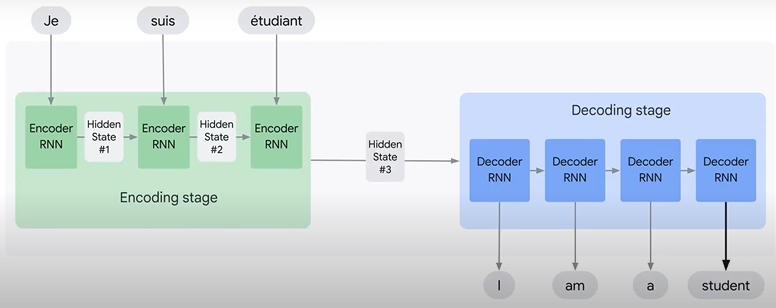 Je
suis
étudiant
Encoder
RNN
Hidden
State
#1
Encoder
RNN
Hidden
State
#2
Encoder
RNN
Encoding stage
Hidden
State
#3
Decoding stage
Decoder
RNN
Decoder
RNN
Decoder
RNN
Decoder
RNN
I
am
a
student